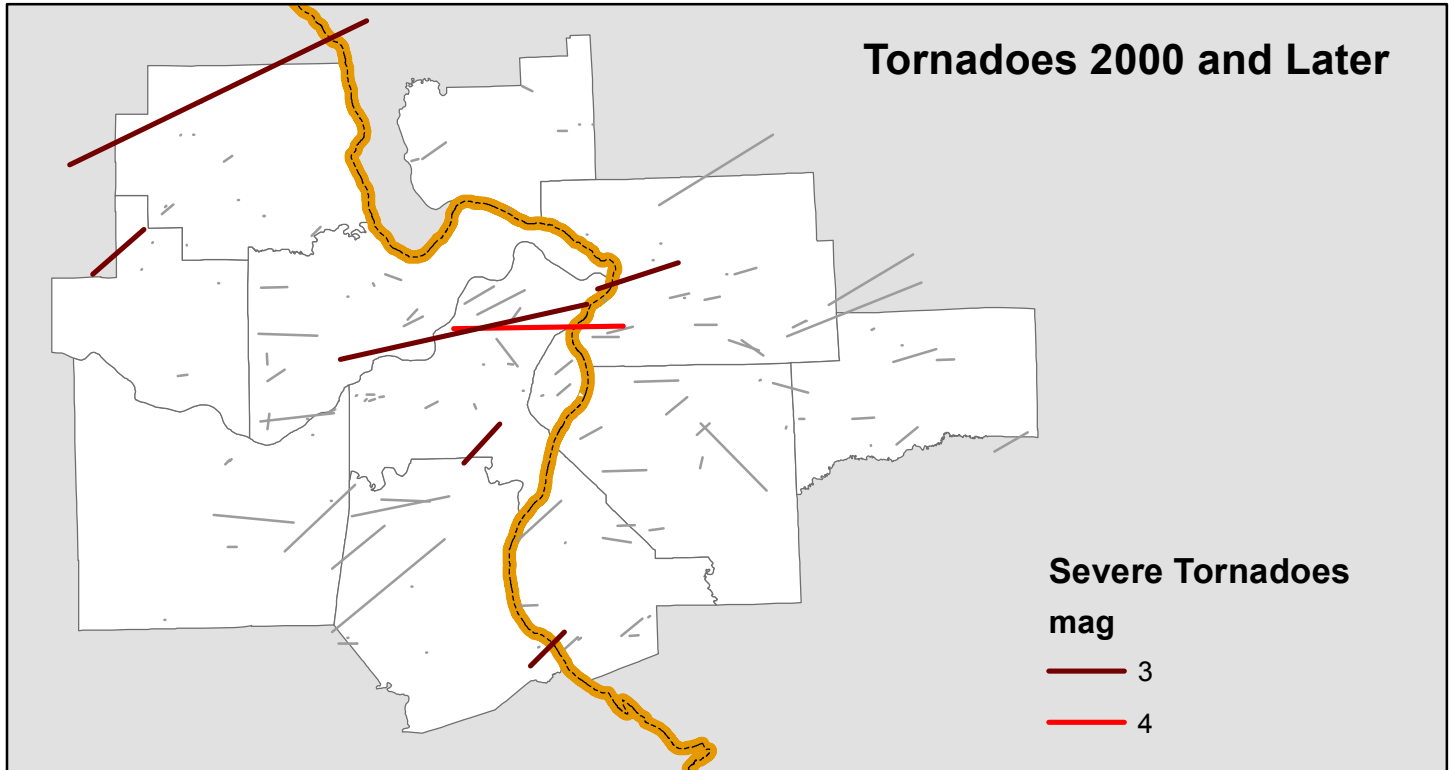 Tornadoes 2000 and Later
Severe Tornadoes
mag
3
4